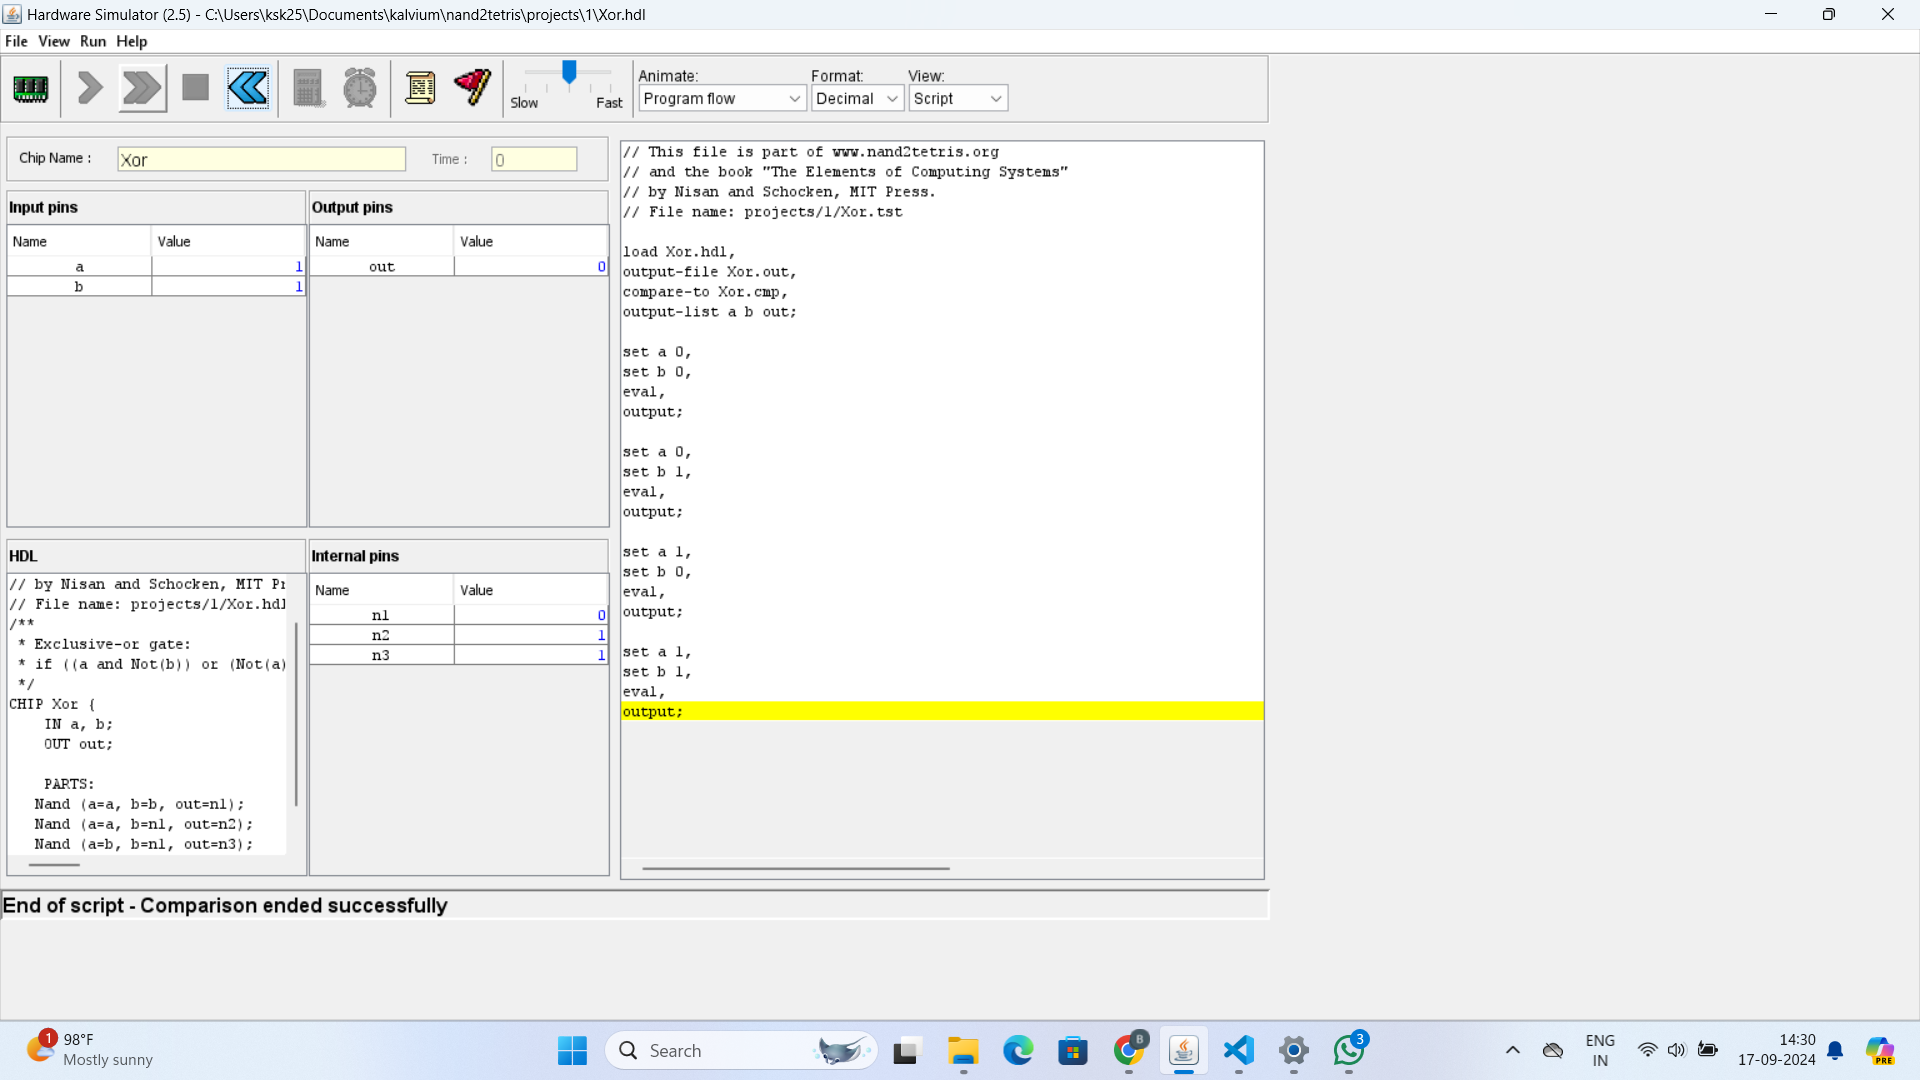 Hardware Simulator (2.5) - C:\Users\ksk25\Documents\kalvium\nand2tetris\projects\1\Xor.hdl
File View Run Help
Slow Fast
Animate: Format: View:
Program flow Decimal Script
Chip Name : Xor Time : 0
Input pins
Name Value
a 1
b 1
Output pins
Name Value
out 0
HDL
// by Nisan and Schocken, MIT Pr
// File name: projects/1/Xor.hdl
/**
* Exclusive-or gate:
* if ((a and Not(b)) or (Not(a)
*/
CHIP Xor {
IN a, b;
OUT out;
PARTS:
Nand (a=a, b=b, out=n1);
Nand (a=a, b=n1, out=n2);
Nand (a=b, b=n1, out=n3);
Internal pins
Name Value
n1 0
n2 1
n3 1
// This file is part of www.nand2tetris.org
// and the book "The Elements of Computing Systems"
// by Nisan and Schocken, MIT Press.
// File name: projects/1/Xor.tst
load Xor.hdl,
output-file Xor.out,
compare-to Xor.cmp,
output-list a b out;
set a 0,
set b 0,
eval,
output;
set a 0,
set b 1,
eval,
output;
set a 1,
set b 0,
eval,
output;
set a 1,
set b 1,
eval,
output;
End of script - Comparison ended successfully
1
98°F
Mostly sunny
Search
B
3
ENG
IN
14:30
17-09-2024
PRE